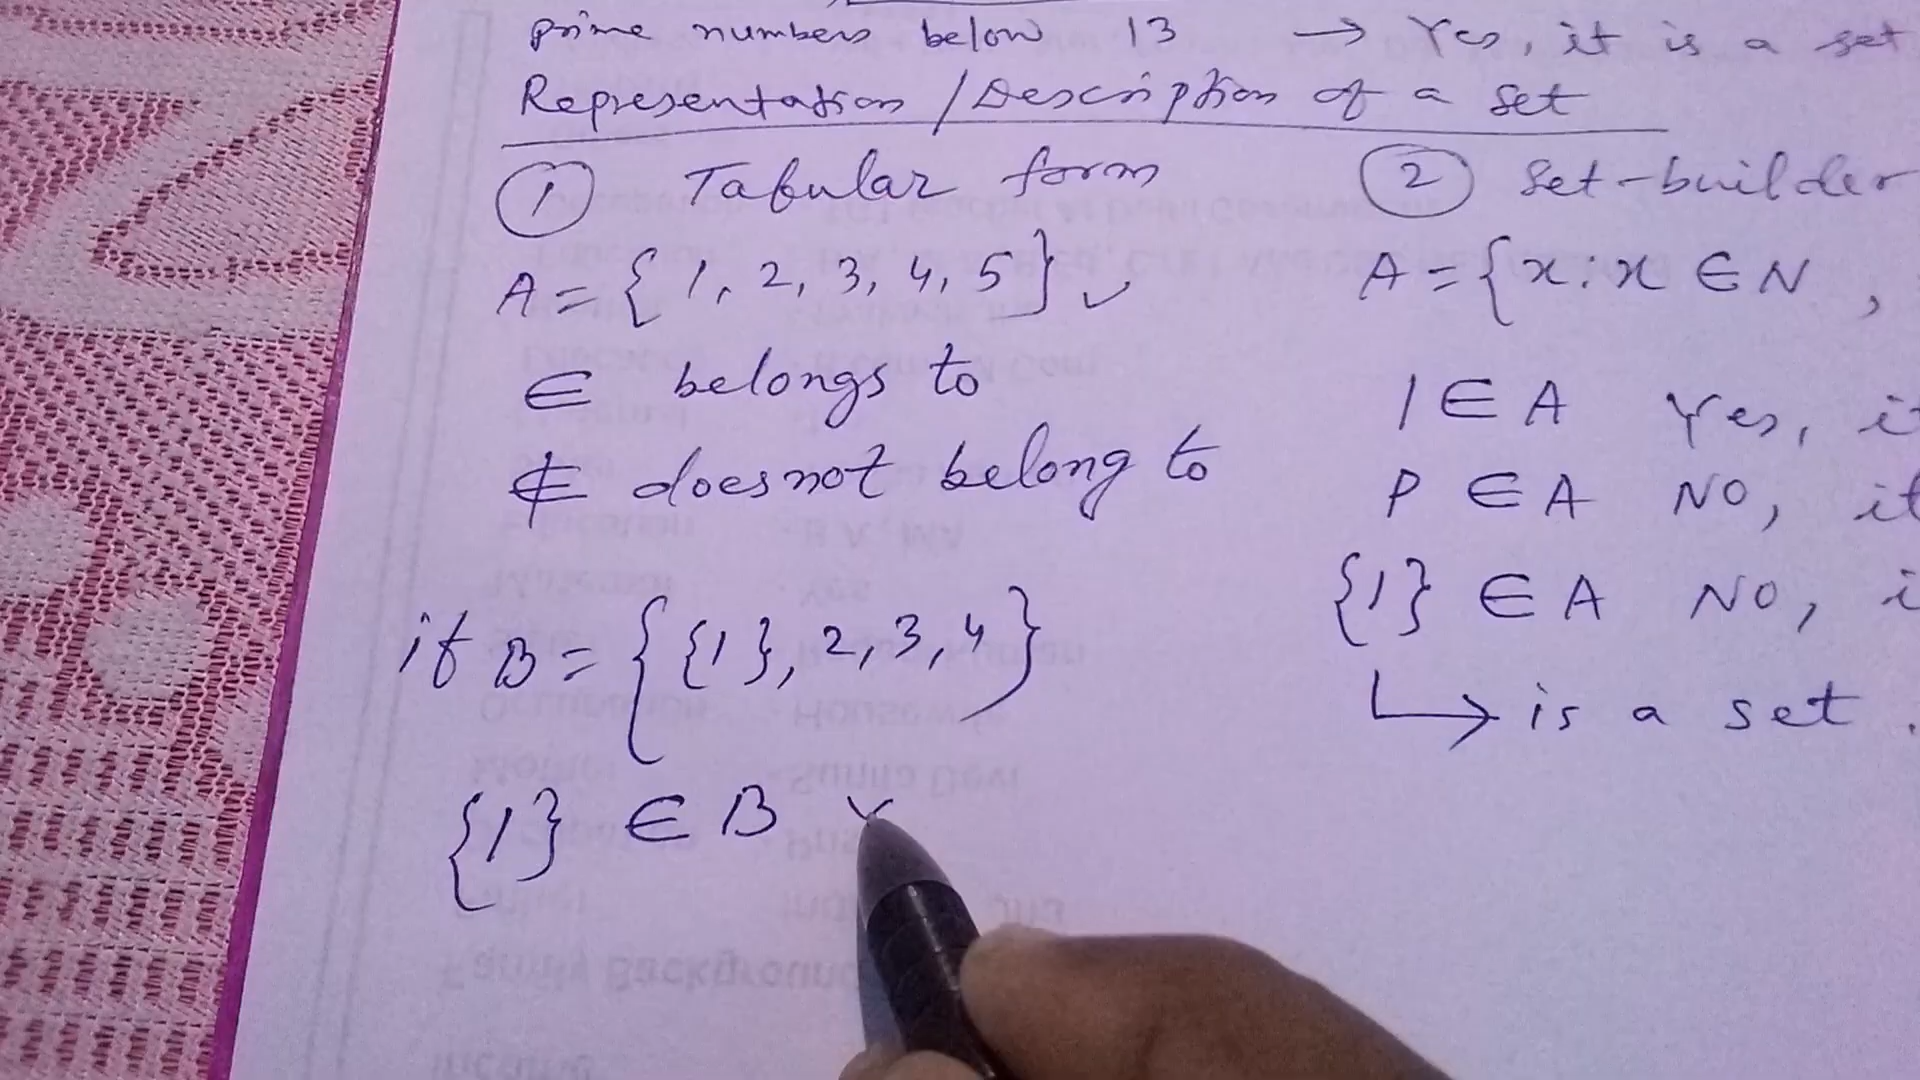 prime numbers below 13 → Yes, it is a set
Representation / Description of a set
① Tabular form ② Set-builder
A = { 1, 2, 3, 4, 5} ✓ A = {x : x ∈ N ,
∈ belongs to 1 ∈ A Yes, it
∉ does not belong to P ∈ A NO, it
{1} ∈ A NO, i
if B = { {1}, 2, 3, 4 }
↳ is a set .
{1} ∈ B